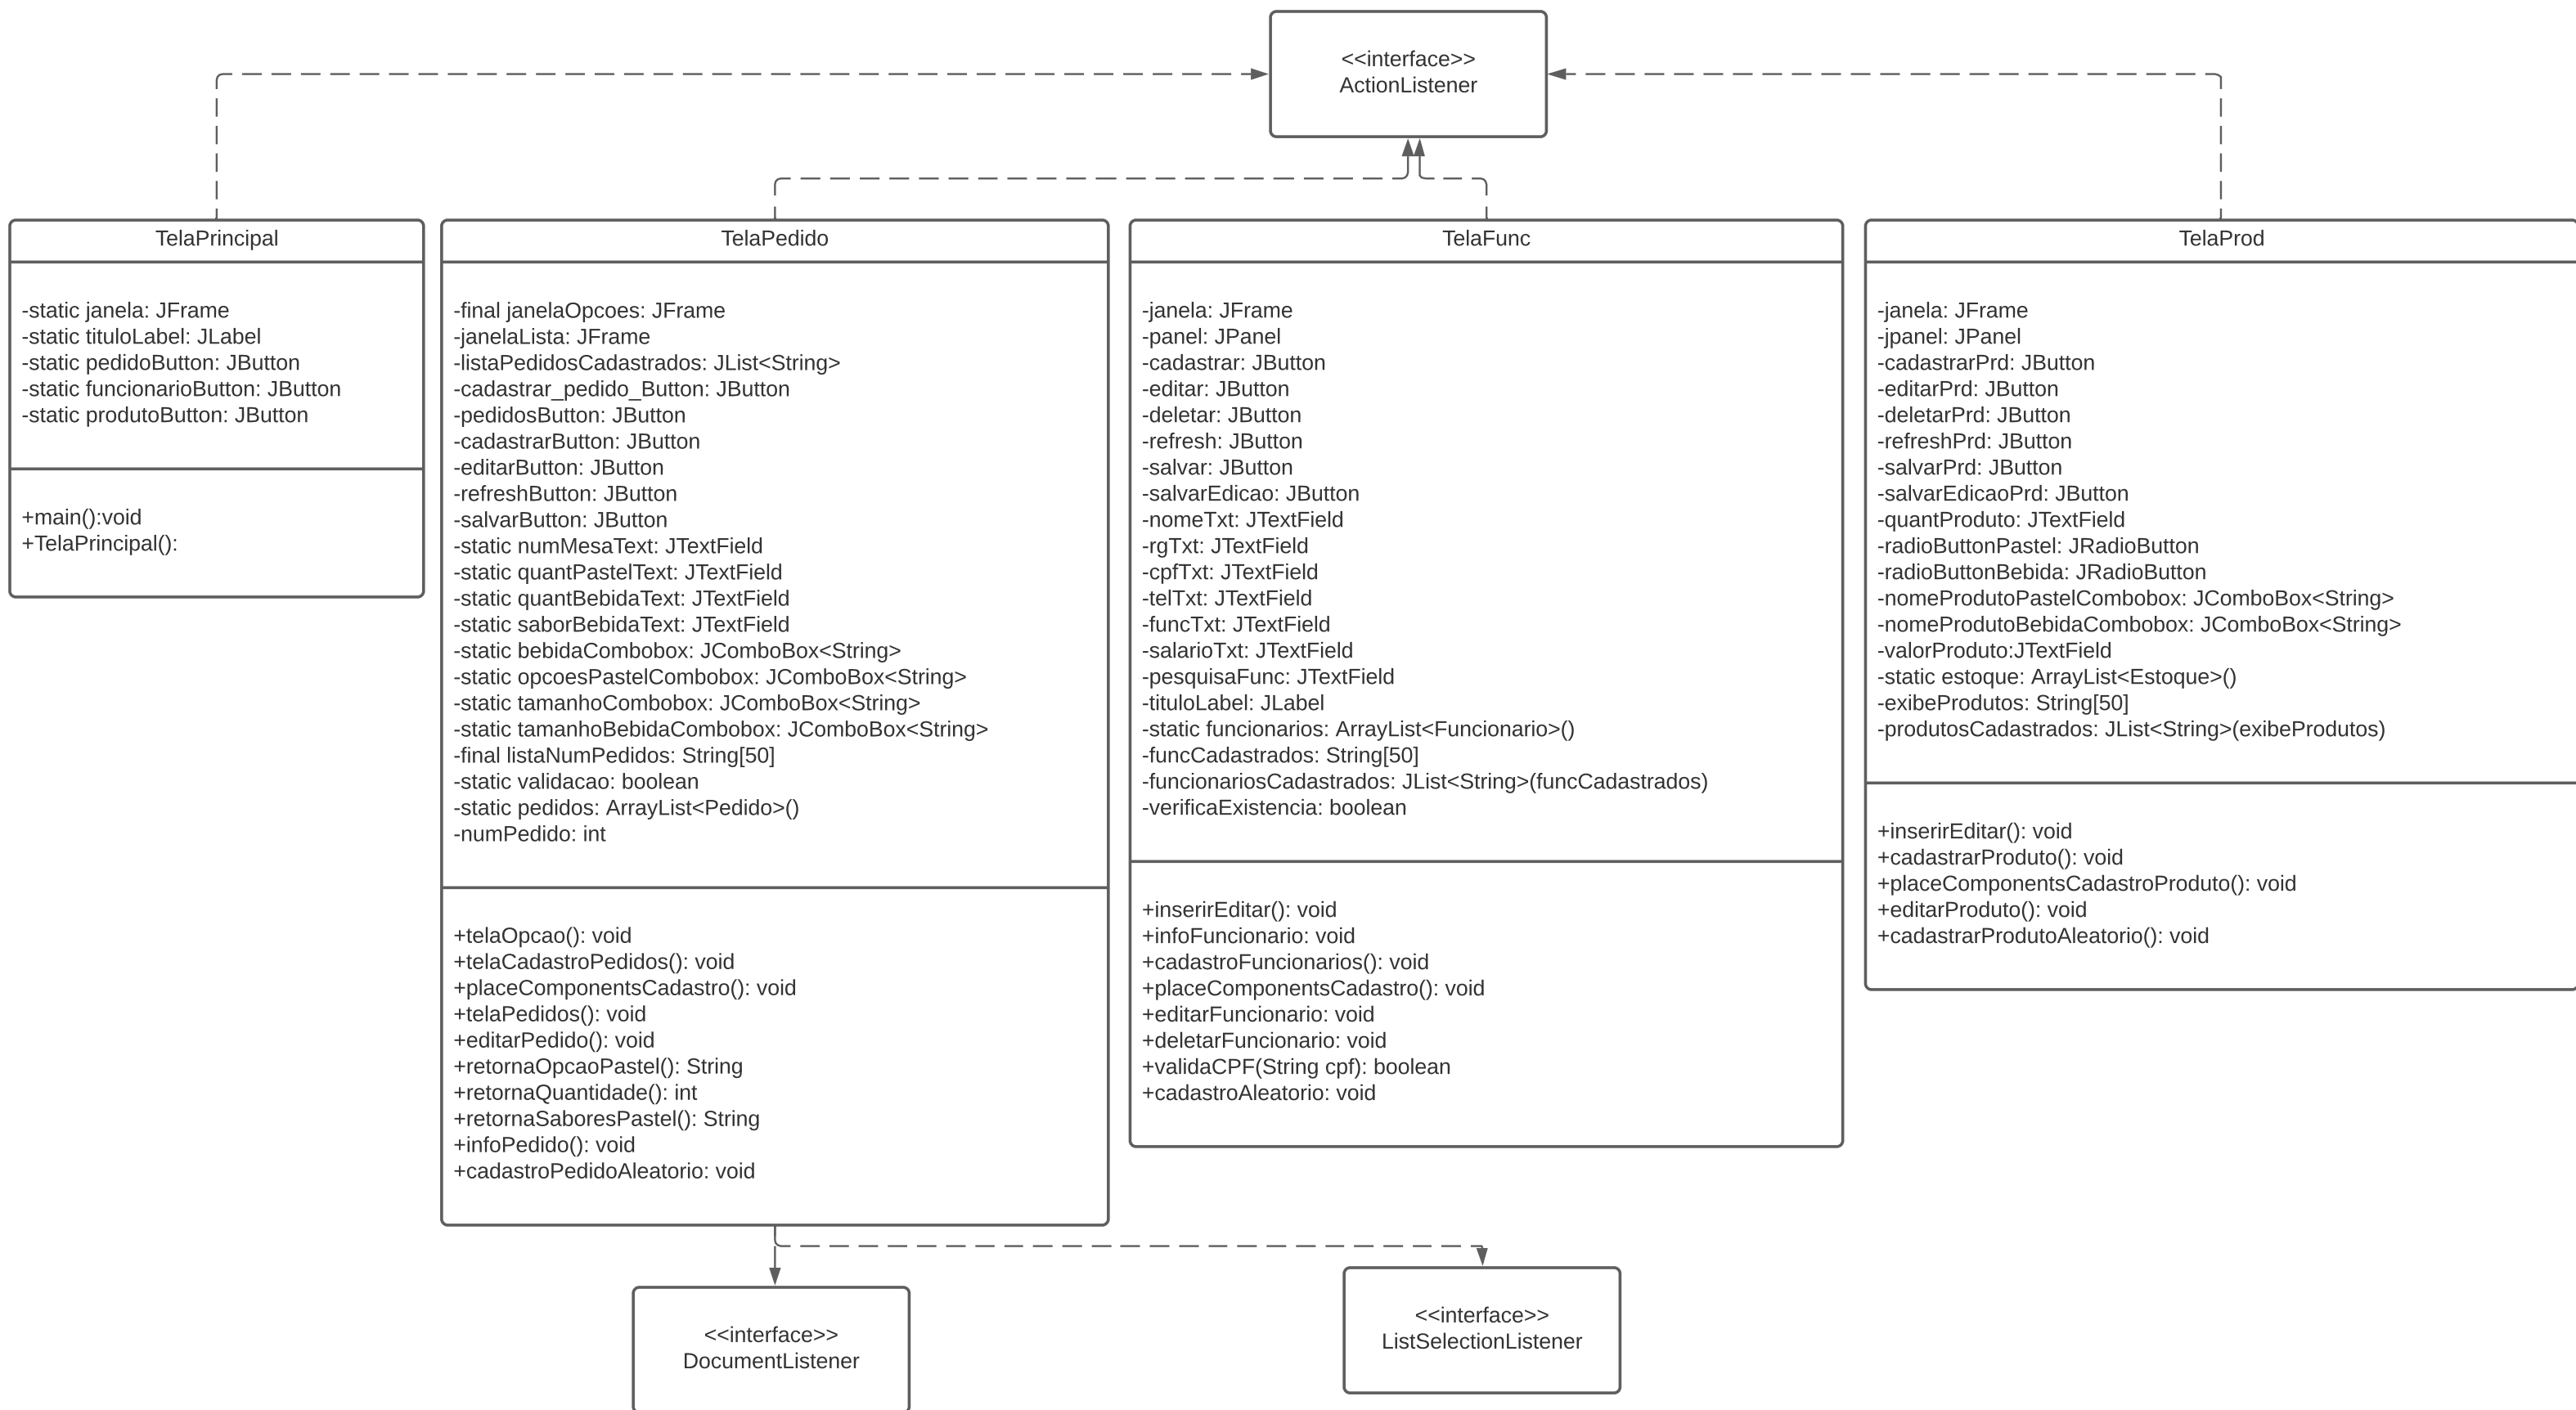 <<interface>>
ActionListener
TelaPrincipal
-static janela: JFrame
-static tituloLabel: JLabel
-static pedidoButton: JButton
-static funcionarioButton: JButton
-static produtoButton: JButton
+main():void
+TelaPrincipal():
TelaPedido
-final janelaOpcoes: JFrame
-janelaLista: JFrame
-listaPedidosCadastrados: JList<String>
-cadastrar_pedido_Button: JButton
-pedidosButton: JButton
-cadastrarButton: JButton
-editarButton: JButton
-refreshButton: JButton
-salvarButton: JButton
-static numMesaText: JTextField
-static quantPastelText: JTextField
-static quantBebidaText: JTextField
-static saborBebidaText: JTextField
-static bebidaCombobox: JComboBox<String>
-static opcoesPastelCombobox: JComboBox<String>
-static tamanhoCombobox: JComboBox<String>
-static tamanhoBebidaCombobox: JComboBox<String>
-final listaNumPedidos: String[50]
-static validacao: boolean
-static pedidos: ArrayList<Pedido>()
-numPedido: int
+telaOpcao(): void
+telaCadastroPedidos(): void
+placeComponentsCadastro(): void
+telaPedidos(): void
+editarPedido(): void
+retornaOpcaoPastel(): String
+retornaQuantidade(): int
+retornaSaboresPastel(): String
+infoPedido(): void
+cadastroPedidoAleatorio: void
TelaFunc
-janela: JFrame
-panel: JPanel
-cadastrar: JButton
-editar: JButton
-deletar: JButton
-refresh: JButton
-salvar: JButton
-salvarEdicao: JButton
-nomeTxt: JTextField
-rgTxt: JTextField
-cpfTxt: JTextField
-telTxt: JTextField
-funcTxt: JTextField
-salarioTxt: JTextField
-pesquisaFunc: JTextField
-tituloLabel: JLabel
-static funcionarios: ArrayList<Funcionario>()
-funcCadastrados: String[50]
-funcionariosCadastrados: JList<String>(funcCadastrados)
-verificaExistencia: boolean
+inserirEditar(): void
+infoFuncionario: void
+cadastroFuncionarios(): void
+placeComponentsCadastro(): void
+editarFuncionario: void
+deletarFuncionario: void
+validaCPF(String cpf): boolean
+cadastroAleatorio: void
TelaProd
-janela: JFrame
-jpanel: JPanel
-cadastrarPrd: JButton
-editarPrd: JButton
-deletarPrd: JButton
-refreshPrd: JButton
-salvarPrd: JButton
-salvarEdicaoPrd: JButton
-quantProduto: JTextField
-radioButtonPastel: JRadioButton
-radioButtonBebida: JRadioButton
-nomeProdutoPastelCombobox: JComboBox<String>
-nomeProdutoBebidaCombobox: JComboBox<String>
-valorProduto:JTextField
-static estoque: ArrayList<Estoque>()
-exibeProdutos: String[50]
-produtosCadastrados: JList<String>(exibeProdutos)
+inserirEditar(): void
+cadastrarProduto(): void
+placeComponentsCadastroProduto(): void
+editarProduto(): void
+cadastrarProdutoAleatorio(): void
<<interface>>
DocumentListener
<<interface>>
ListSelectionListener